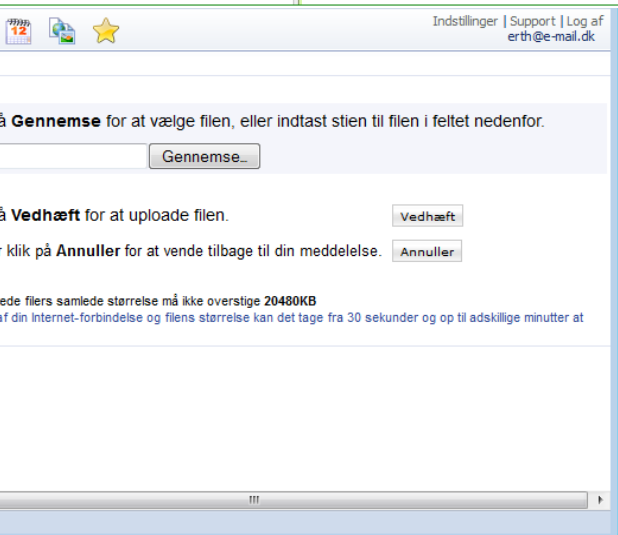 Indstillinger | Support | Log af
erth@e-mail.dk
12
å Gennemse for at vælge filen, eller indtast stien til filen i feltet nedenfor.
Gennemse...
å Vedhæft for at uploade filen.
Vedhæft
r klik på Annuller for at vende tilbage til din meddelelse.
Annuller
ede filers samlede størrelse må ikke overstige 20480KB
af din Internet-forbindelse og filens størrelse kan det tage fra 30 sekunder og op til adskillige minutter at